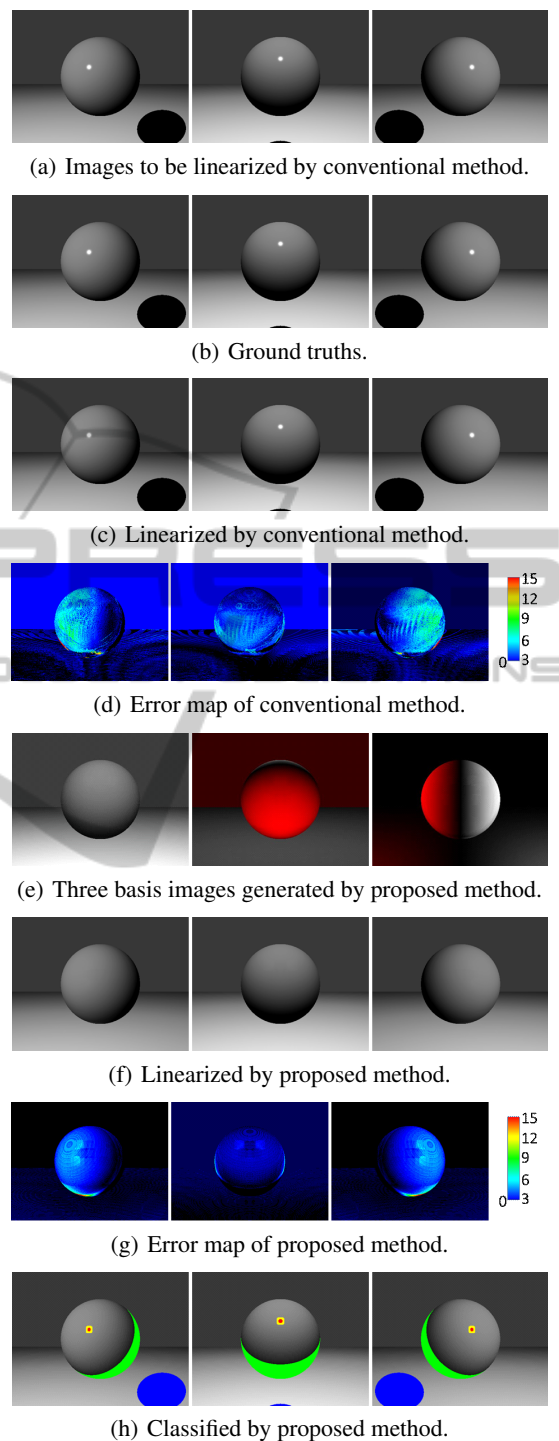 (a) Images to be linearized by conventional method.
(b) Ground truths.
(c) Linearized by conventional method.
15
12
9
6
0 3
(d) Error map of conventional method.
(e) Three basis images generated by proposed method.
(f) Linearized by proposed method.
15
12
9
6
0 3
(g) Error map of proposed method.
(h) Classified by proposed method.